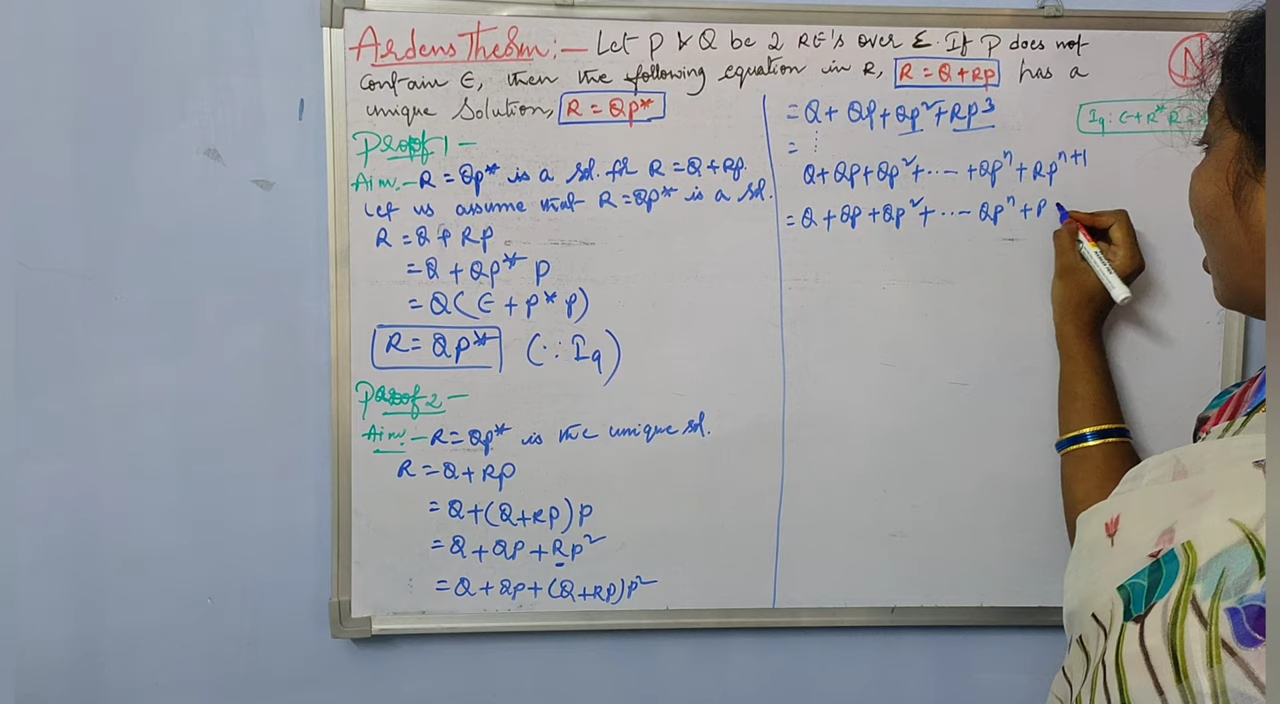 Ardens Theorm:- Let P & Q be 2 RE's over Σ. If P does not
contain ∈, then the following equation in R, R = Q+RP has a
unique Solution, R = QP*
Proof 1 -
Aim:- R = QP* is a sol. for R = Q+RP.
Let us assume that R=QP* is a sol.
R = Q + RP
= Q + QP* P
= Q(∈ + P* P)
R = QP* (∵ I9)
Proof 2 -
Aim:- R=QP* is the unique sol.
R = Q+RP
= Q+(Q+RP)P
= Q+QP+RP²
= Q+QP+(Q+RP)P²
= Q+QP+QP²+RP³
= ⋮
Q+QP+QP²+...- +QPⁿ+RPⁿ⁺¹
= Q+QP+QP²+...- QPⁿ+P
I9: ∈+R* R =
N